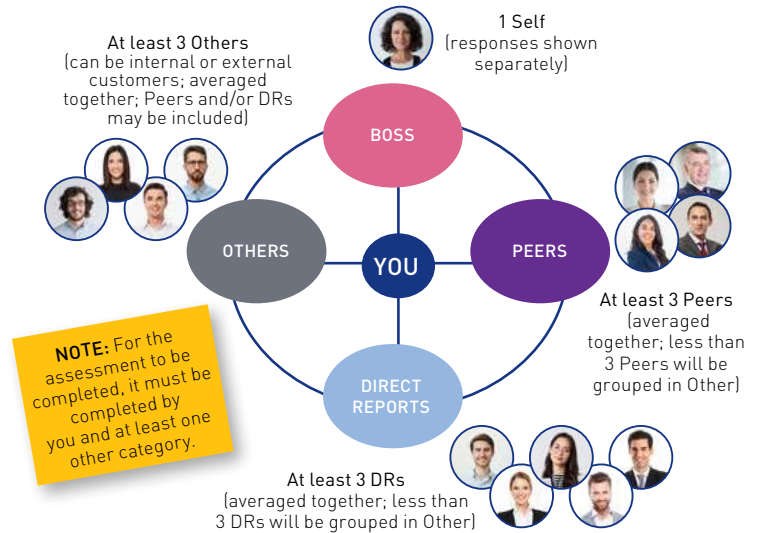 1 Self
(responses shown
separately)
At least 3 Others
(can be internal or external
customers; averaged
together; Peers and/or DRs
may be included)
BOSS
OTHERS
YOU
PEERS
DIRECT
REPORTS
At least 3 Peers
(averaged
together; less than
3 Peers will be
grouped in Other)
NOTE: For the
assessment to be
completed, it must be
completed by
you and at least one
other category.
At least 3 DRs
(averaged together; less than
3 DRs will be grouped in Other)